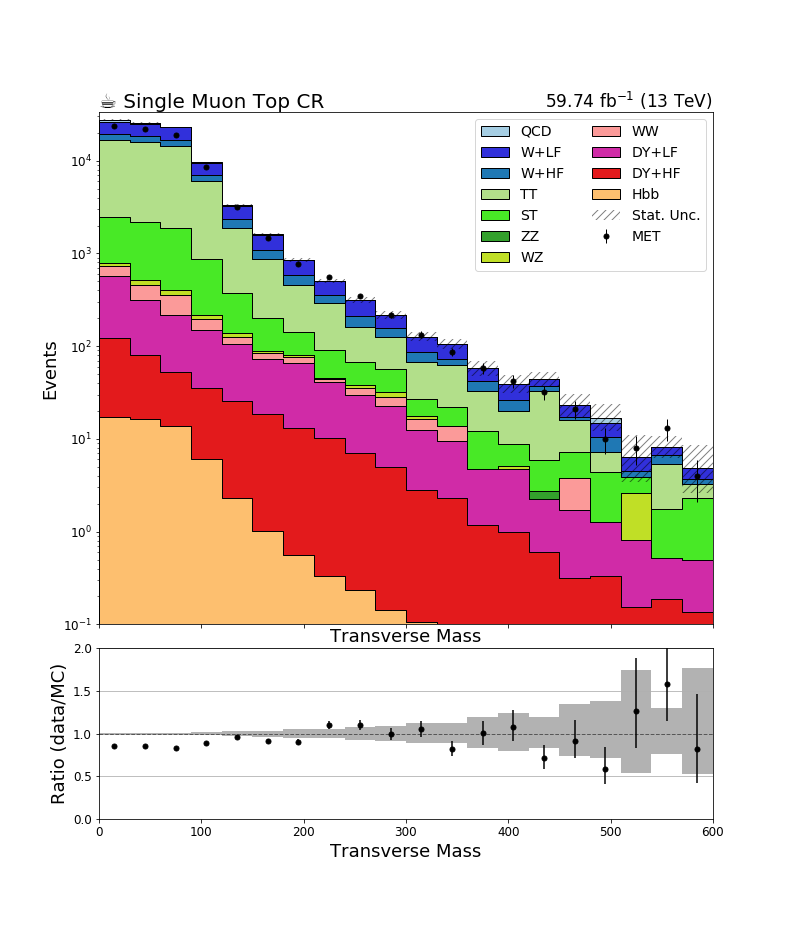 ☕ Single Muon Top CR
59.74 fb⁻¹ (13 TeV)
QCD
W+LF
W+HF
TT
ST
ZZ
WZ
WW
DY+LF
DY+HF
Hbb
Stat. Unc.
MET
Events
10⁴
10³
10²
10¹
10⁰
10⁻¹
Transverse Mass
Ratio (data/MC)
2.0
1.5
1.0
0.5
0.0
0 100 200 300 400 500 600
Transverse Mass